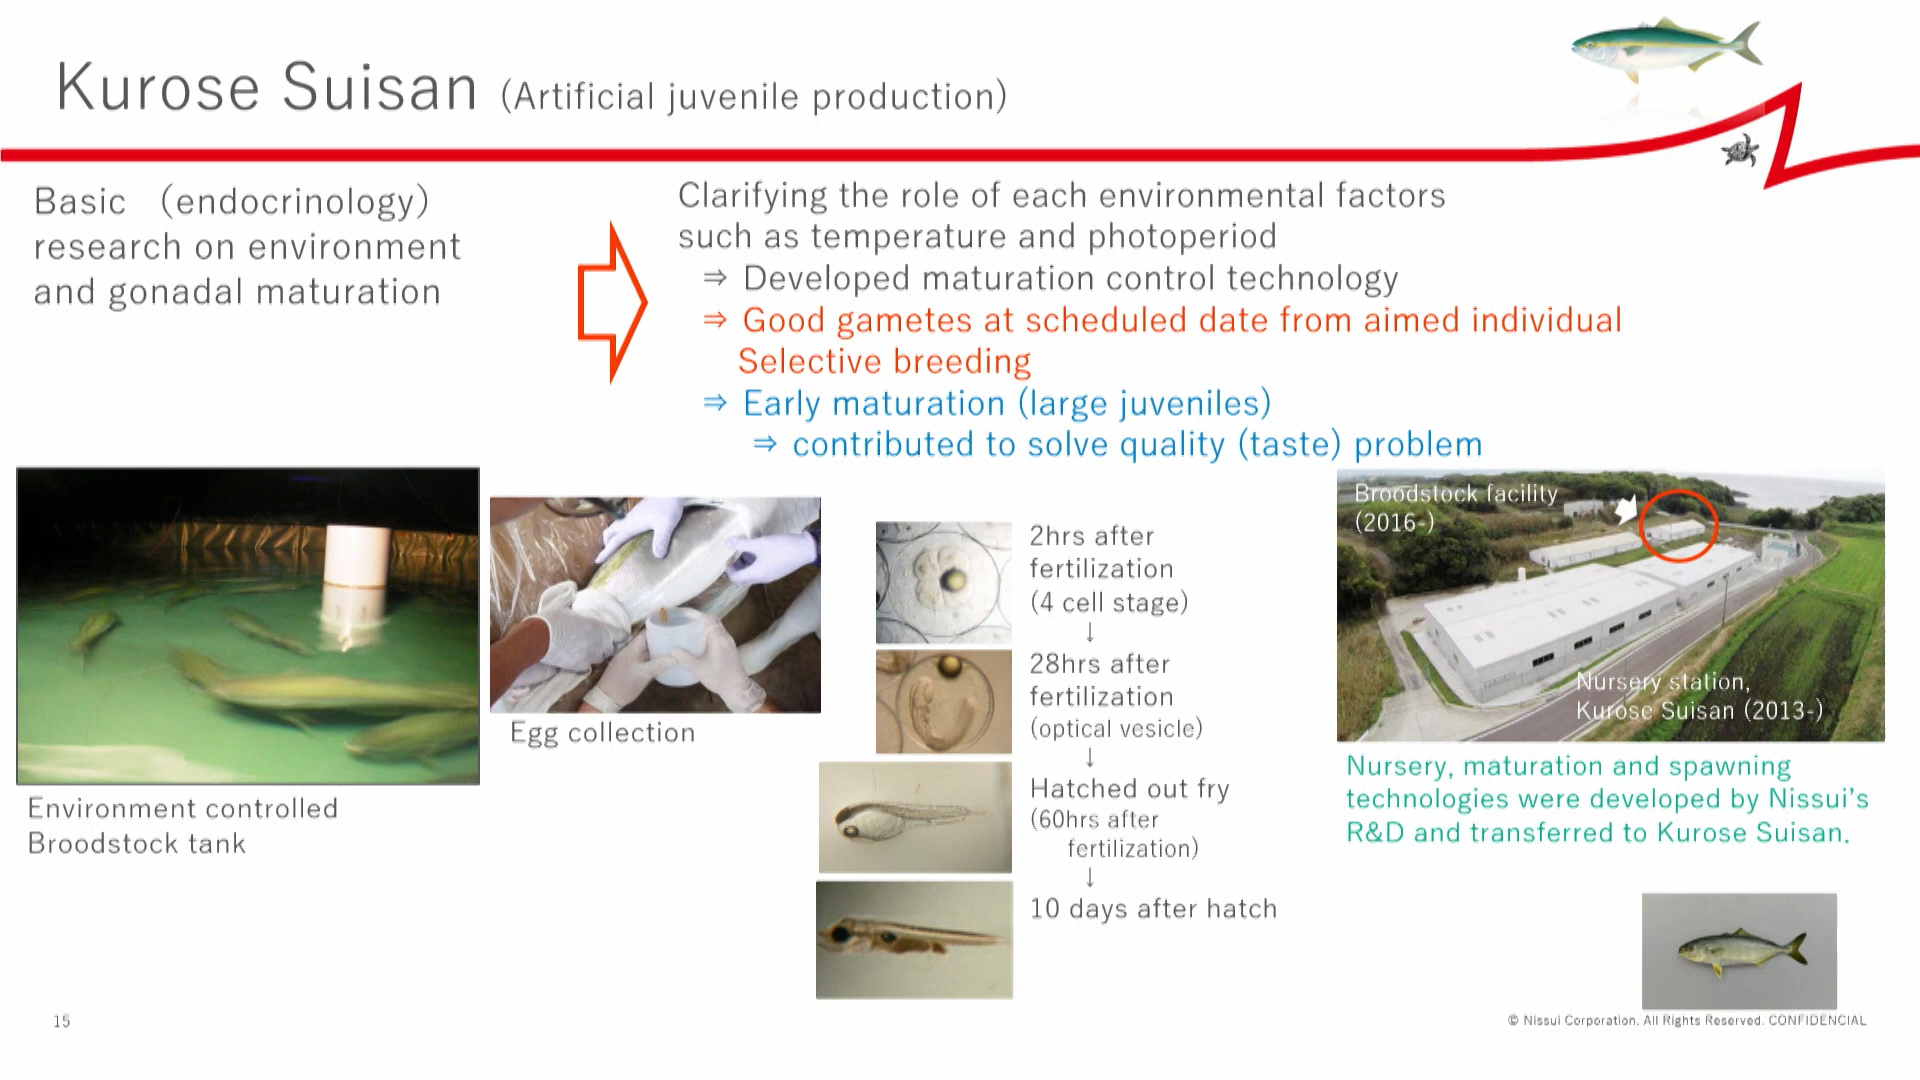 Kurose Suisan (Artificial juvenile production)
Basic （endocrinology)
research on environment
and gonadal maturation
Clarifying the role of each environmental factors
such as temperature and photoperiod
⇒ Developed maturation control technology
⇒ Good gametes at scheduled date from aimed individual
Selective breeding
⇒ Early maturation (large juveniles)
⇒ contributed to solve quality (taste) problem
Environment controlled
Broodstock tank
Egg collection
2hrs after
fertilization
(4 cell stage)
↓
28hrs after
fertilization
(optical vesicle)
↓
Hatched out fry
(60hrs after
fertilization)
↓
10 days after hatch
Broodstock facility
(2016-)
Nursery station,
Kurose Suisan (2013-)
Nursery, maturation and spawning
technologies were developed by Nissui's
R&D and transferred to Kurose Suisan.
15
© Nissui Corporation. All Rights Reserved. CONFIDENCIAL